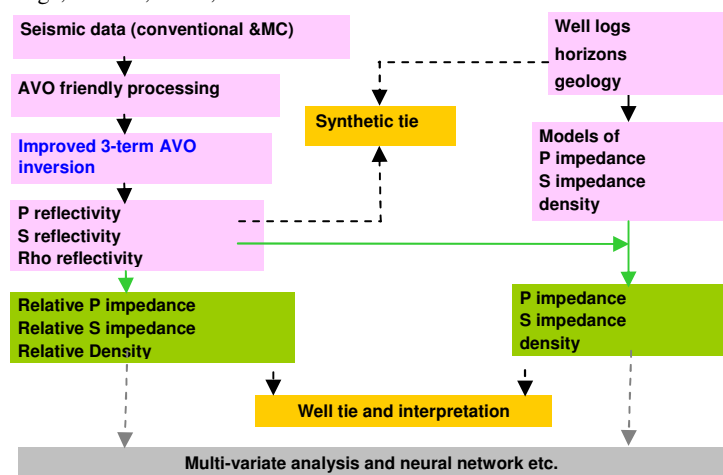 Seismic data (conventional &MC)
AVO friendly processing
Improved 3-term AVO
inversion
P reflectivity
S reflectivity
Rho reflectivity
Relative P impedance
Relative S impedance
Relative Density
Synthetic tie
Well logs
horizons
geology
Models of
P impedance
S impedance
density
P impedance
S impedance
density
Well tie and interpretation
Multi-variate analysis and neural network etc.